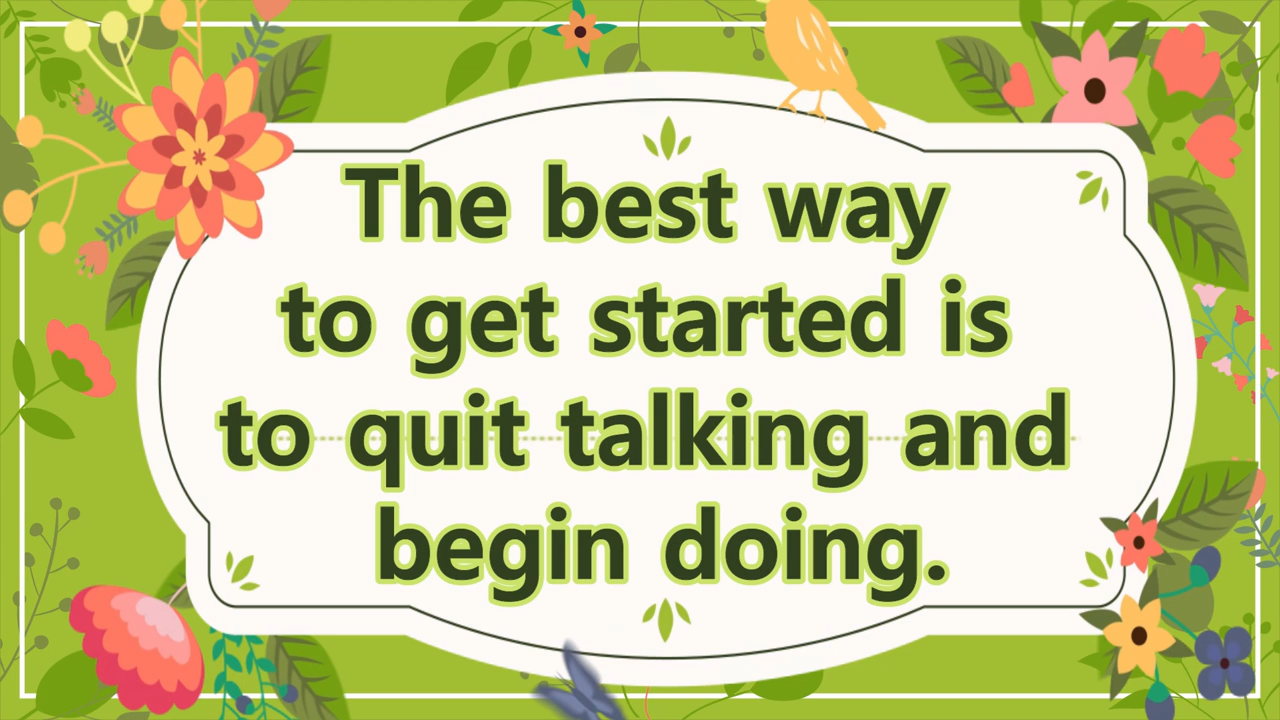 The best way
to get started is
to quit talking and
begin doing.